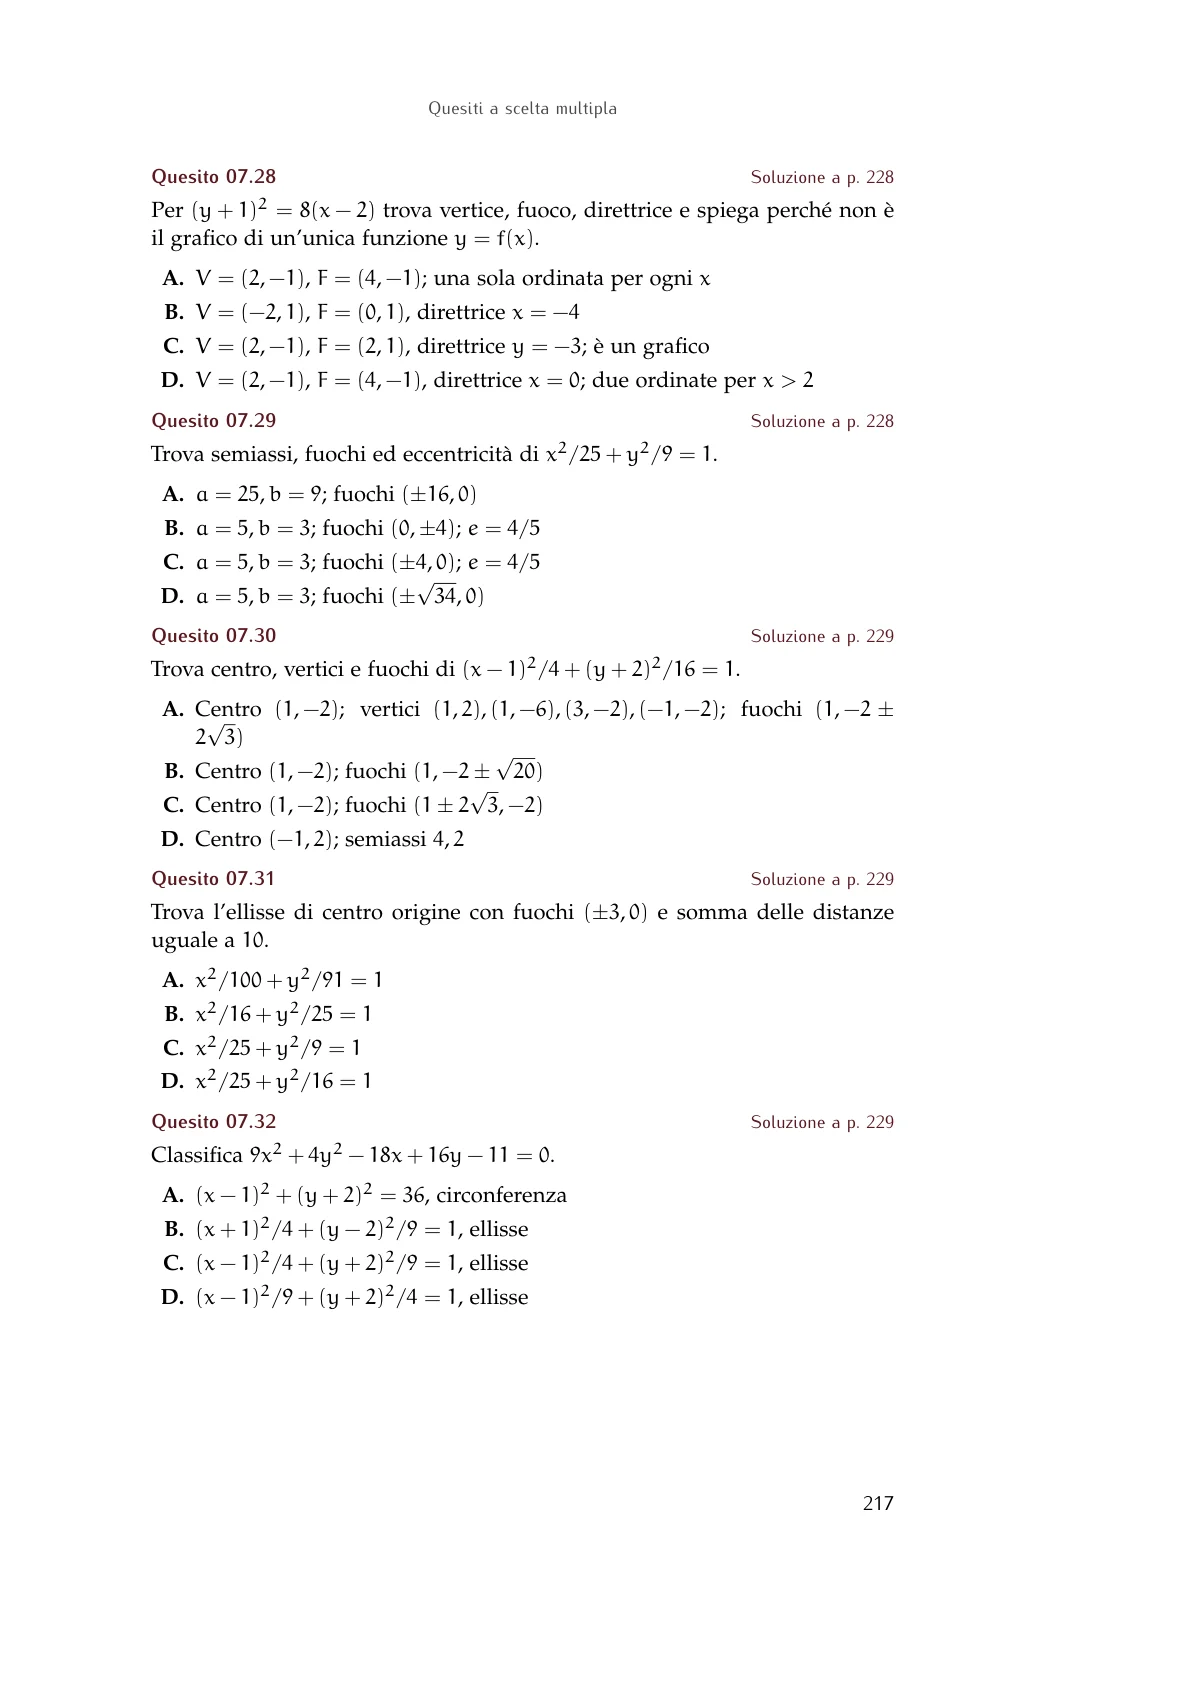 Quesiti a scelta multipla
Quesito 07.28 Soluzione a p. 228
Per (y + 1)² = 8(x − 2) trova vertice, fuoco, direttrice e spiega perché non è
il grafico di un'unica funzione y = f(x).
A. V = (2, −1), F = (4, −1); una sola ordinata per ogni x
B. V = (−2, 1), F = (0, 1), direttrice x = −4
C. V = (2, −1), F = (2, 1), direttrice y = −3; è un grafico
D. V = (2, −1), F = (4, −1), direttrice x = 0; due ordinate per x > 2
Quesito 07.29 Soluzione a p. 228
Trova semiassi, fuochi ed eccentricità di x²/25 + y²/9 = 1.
A. a = 25, b = 9; fuochi (±16, 0)
B. a = 5, b = 3; fuochi (0, ±4); e = 4/5
C. a = 5, b = 3; fuochi (±4, 0); e = 4/5
D. a = 5, b = 3; fuochi (±√34, 0)
Quesito 07.30 Soluzione a p. 229
Trova centro, vertici e fuochi di (x − 1)²/4 + (y + 2)²/16 = 1.
A. Centro (1, −2); vertici (1, 2), (1, −6), (3, −2), (−1, −2); fuochi (1, −2 ±
2√3)
B. Centro (1, −2); fuochi (1, −2 ± √20)
C. Centro (1, −2); fuochi (1 ± 2√3, −2)
D. Centro (−1, 2); semiassi 4, 2
Quesito 07.31 Soluzione a p. 229
Trova l'ellisse di centro origine con fuochi (±3, 0) e somma delle distanze
uguale a 10.
A. x²/100 + y²/91 = 1
B. x²/16 + y²/25 = 1
C. x²/25 + y²/9 = 1
D. x²/25 + y²/16 = 1
Quesito 07.32 Soluzione a p. 229
Classifica 9x² + 4y² − 18x + 16y − 11 = 0.
A. (x − 1)² + (y + 2)² = 36, circonferenza
B. (x + 1)²/4 + (y − 2)²/9 = 1, ellisse
C. (x − 1)²/4 + (y + 2)²/9 = 1, ellisse
D. (x − 1)²/9 + (y + 2)²/4 = 1, ellisse
217